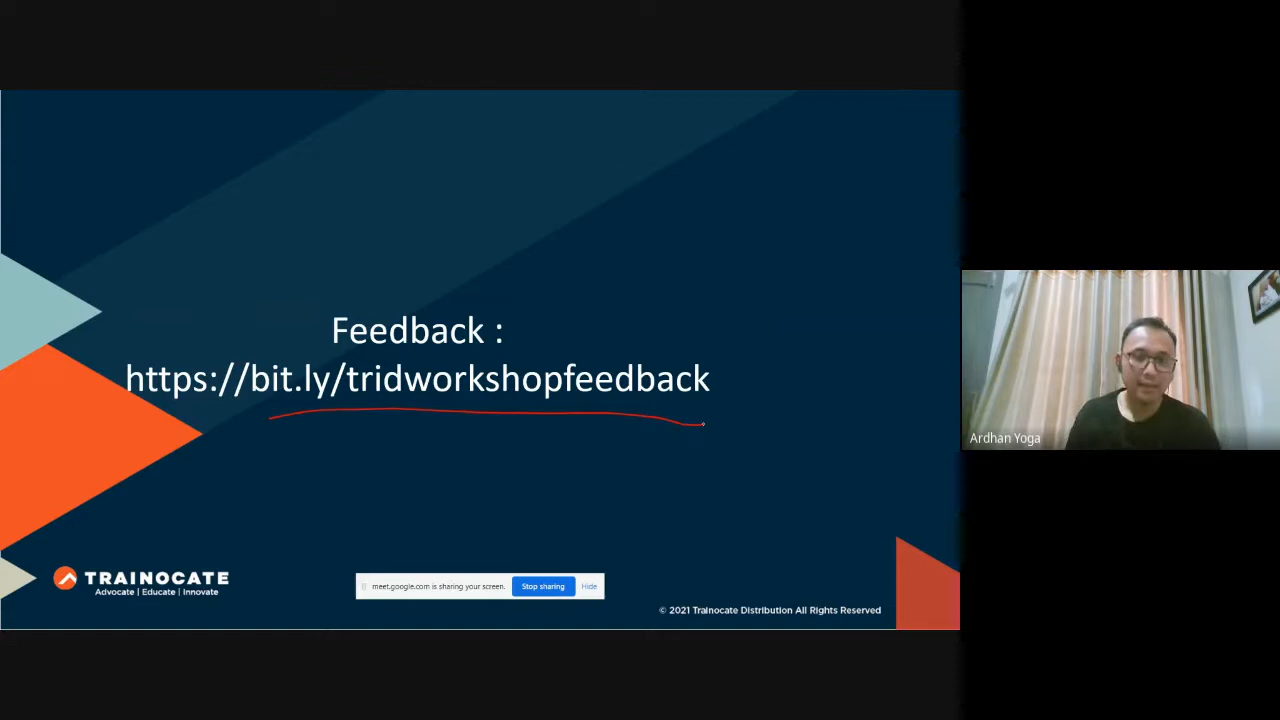 Feedback :
https://bit.ly/tridworkshopfeedback
Ardhan Yoga
TRAINOCATE
Advocate | Educate | Innovate
meet.google.com is sharing your screen. Stop sharing Hide
© 2021 Trainocate Distribution All Rights Reserved